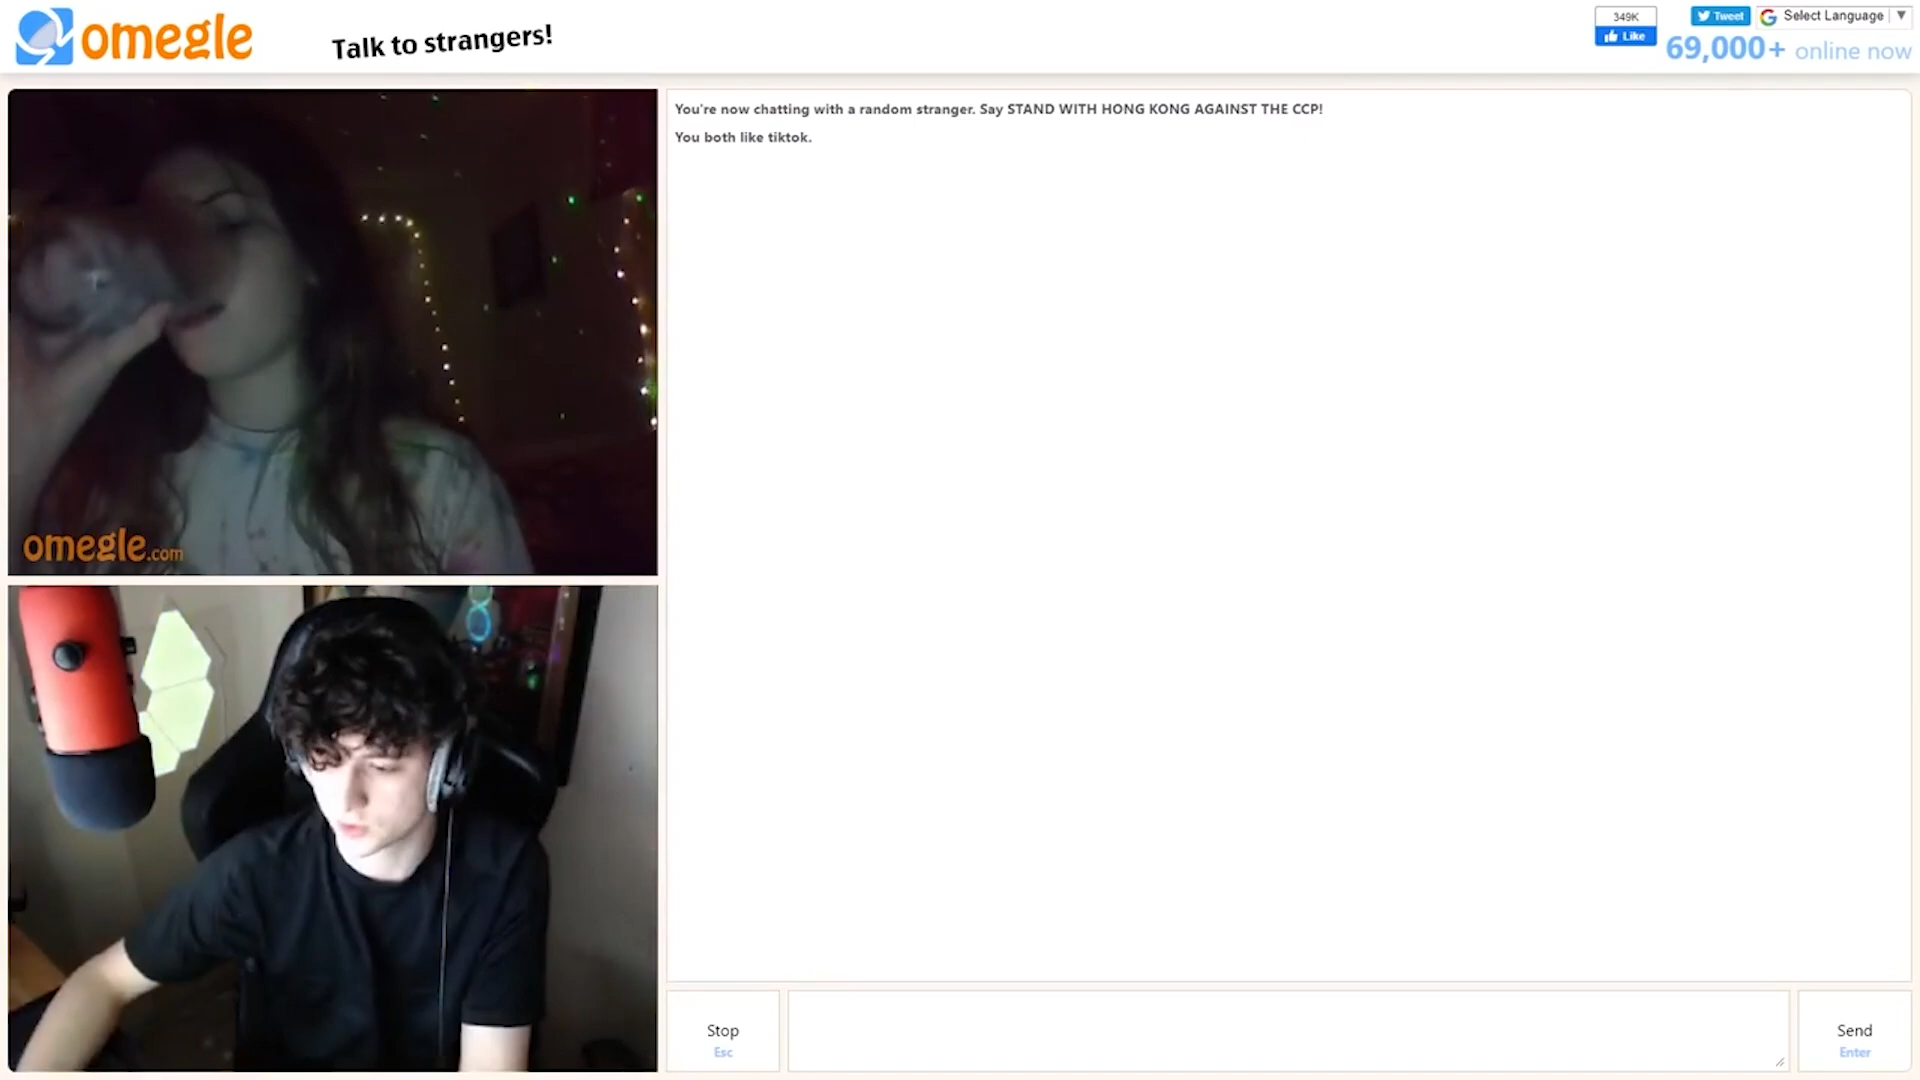 omegle
Talk to strangers!
349K
Like
Tweet
Select Language
69,000+ online now
You're now chatting with a random stranger. Say STAND WITH HONG KONG AGAINST THE CCP!
You both like tiktok.
omegle.com
Stop
Esc
Send
Enter